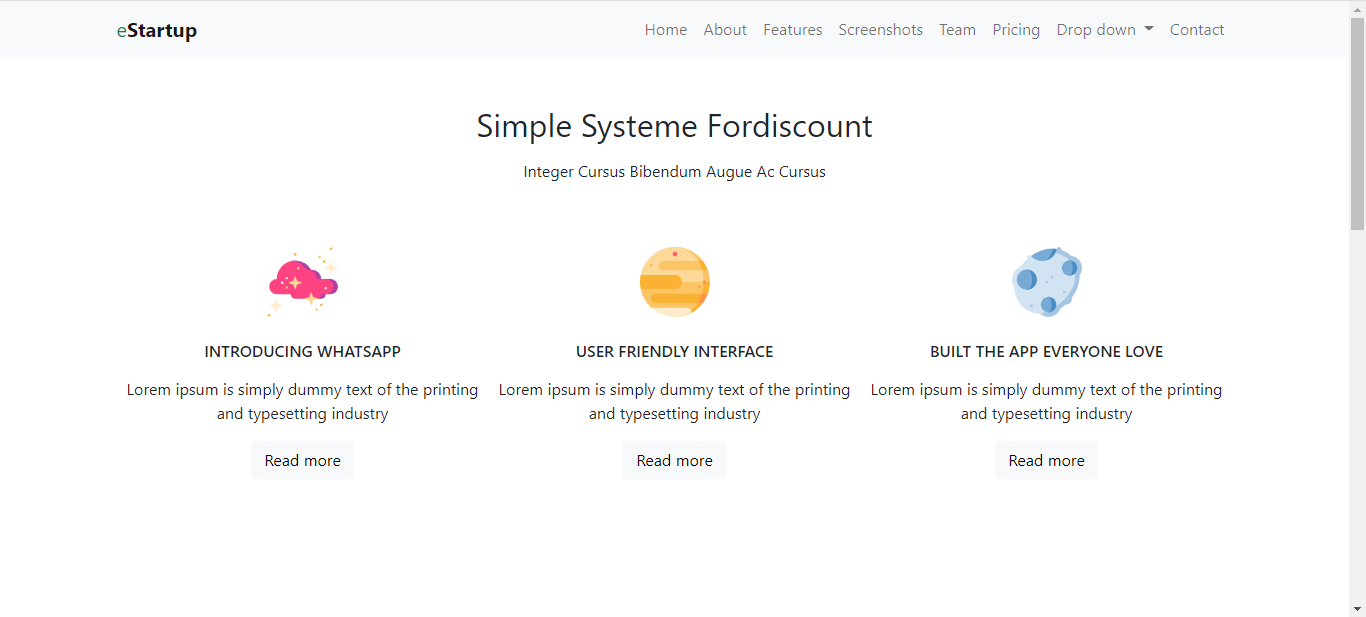 eStartup Home About Features Screenshots Team Pricing Drop down Contact
Simple Systeme Fordiscount
Integer Cursus Bibendum Augue Ac Cursus
INTRODUCING WHATSAPP
Lorem ipsum is simply dummy text of the printing
and typesetting industry
Read more
USER FRIENDLY INTERFACE
Lorem ipsum is simply dummy text of the printing
and typesetting industry
Read more
BUILT THE APP EVERYONE LOVE
Lorem ipsum is simply dummy text of the printing
and typesetting industry
Read more